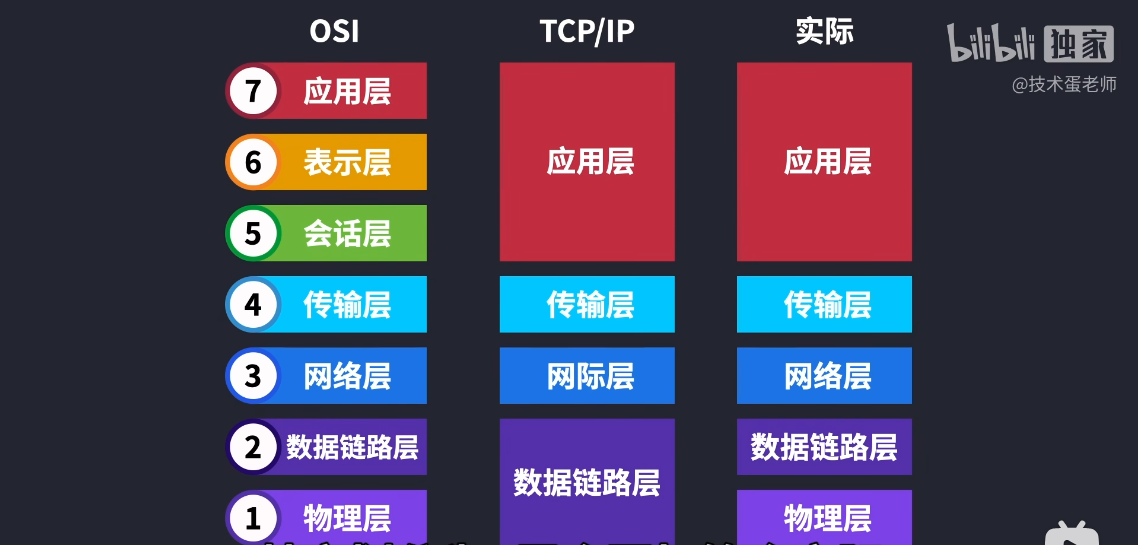 OSI TCP/IP 实际
bilibili 独家
@技术蛋老师
7 应用层
6 表示层
5 会话层
应用层 应用层
4 传输层 传输层 传输层
3 网络层 网际层 网络层
2 数据链路层 数据链路层
数据链路层
1 物理层 物理层